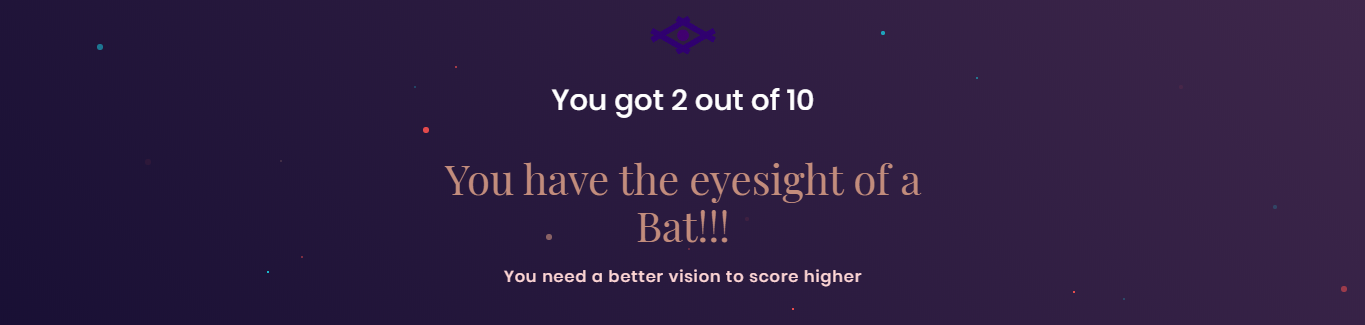 You got 2 out of 10
You have the eyesight of a
Bat!!!
You need a better vision to score higher